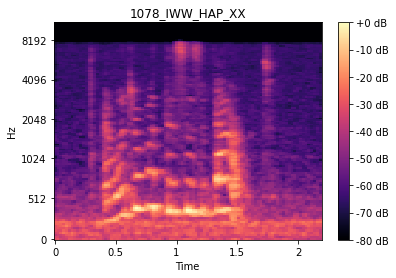 1078_IWW_HAP_XX
8192
4096
2048
1024
512
0
Hz
0
0.5
1
1.5
2
Time
+0 dB
-10 dB
-20 dB
-30 dB
-40 dB
-50 dB
-60 dB
-70 dB
-80 dB